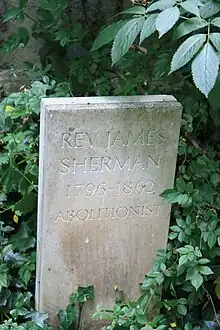 REV. JAMES
SHERMAN
1796-1862
ABOLITIONIST